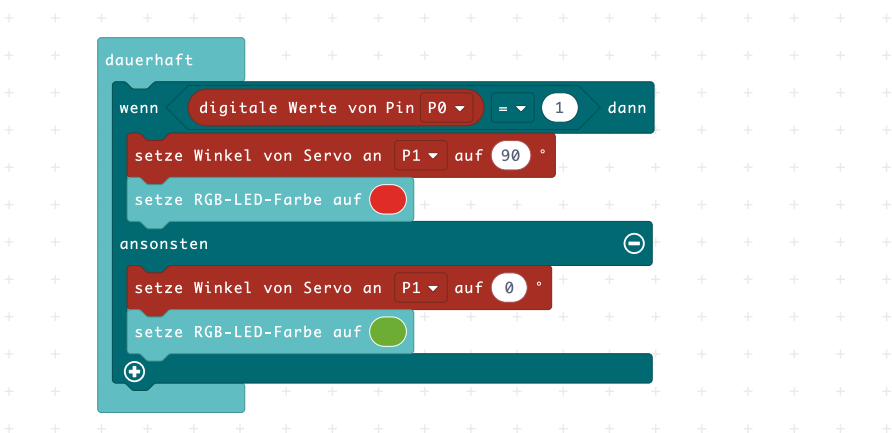 dauerhaft
wenn digitale Werte von Pin P0 = 1 dann
setze Winkel von Servo an P1 auf 90 °
setze RGB-LED-Farbe auf
ansonsten
setze Winkel von Servo an P1 auf 0 °
setze RGB-LED-Farbe auf